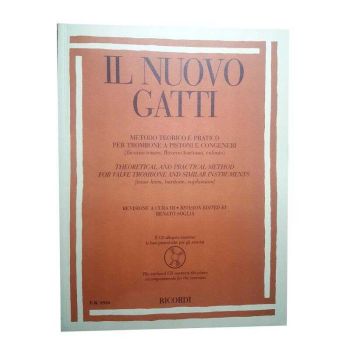 IL NUOVO
GATTI
METODO TEORICO E PRATICO
PER TROMBONE A PISTONI E CONGENERI
(flicorno tenore, flicorno baritono, eufonio)
THEORETICAL AND PRACTICAL METHOD
FOR VALVE TROMBONE AND SIMILAR INSTRUMENTS
(tenor horn, baritone, euphonium)
REVISIONE A CURA DI • REVISION EDITED BY
RENATO SOGLIA
Il CD allegato contiene
le basi pianistiche per gli esercizi
The enclosed CD contains the piano
accompaniments for the exercises
RICORDI